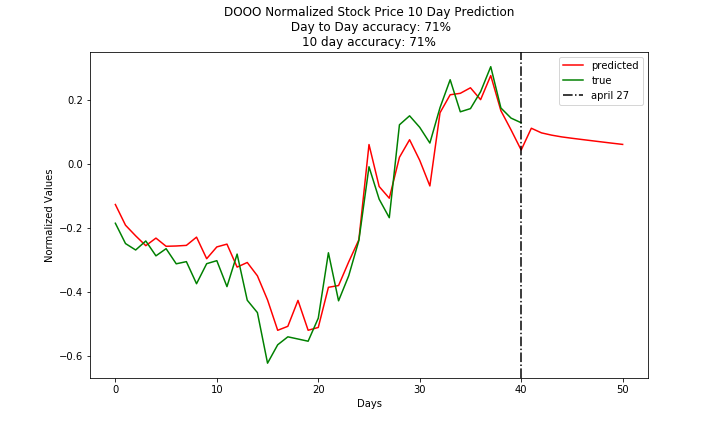 DOOO Normalized Stock Price 10 Day Prediction
Day to Day accuracy: 71%
10 day accuracy: 71%
predicted
true
april 27
0.2
0.0
−0.2
−0.4
−0.6
Normalized Values
0 10 20 30 40 50
Days